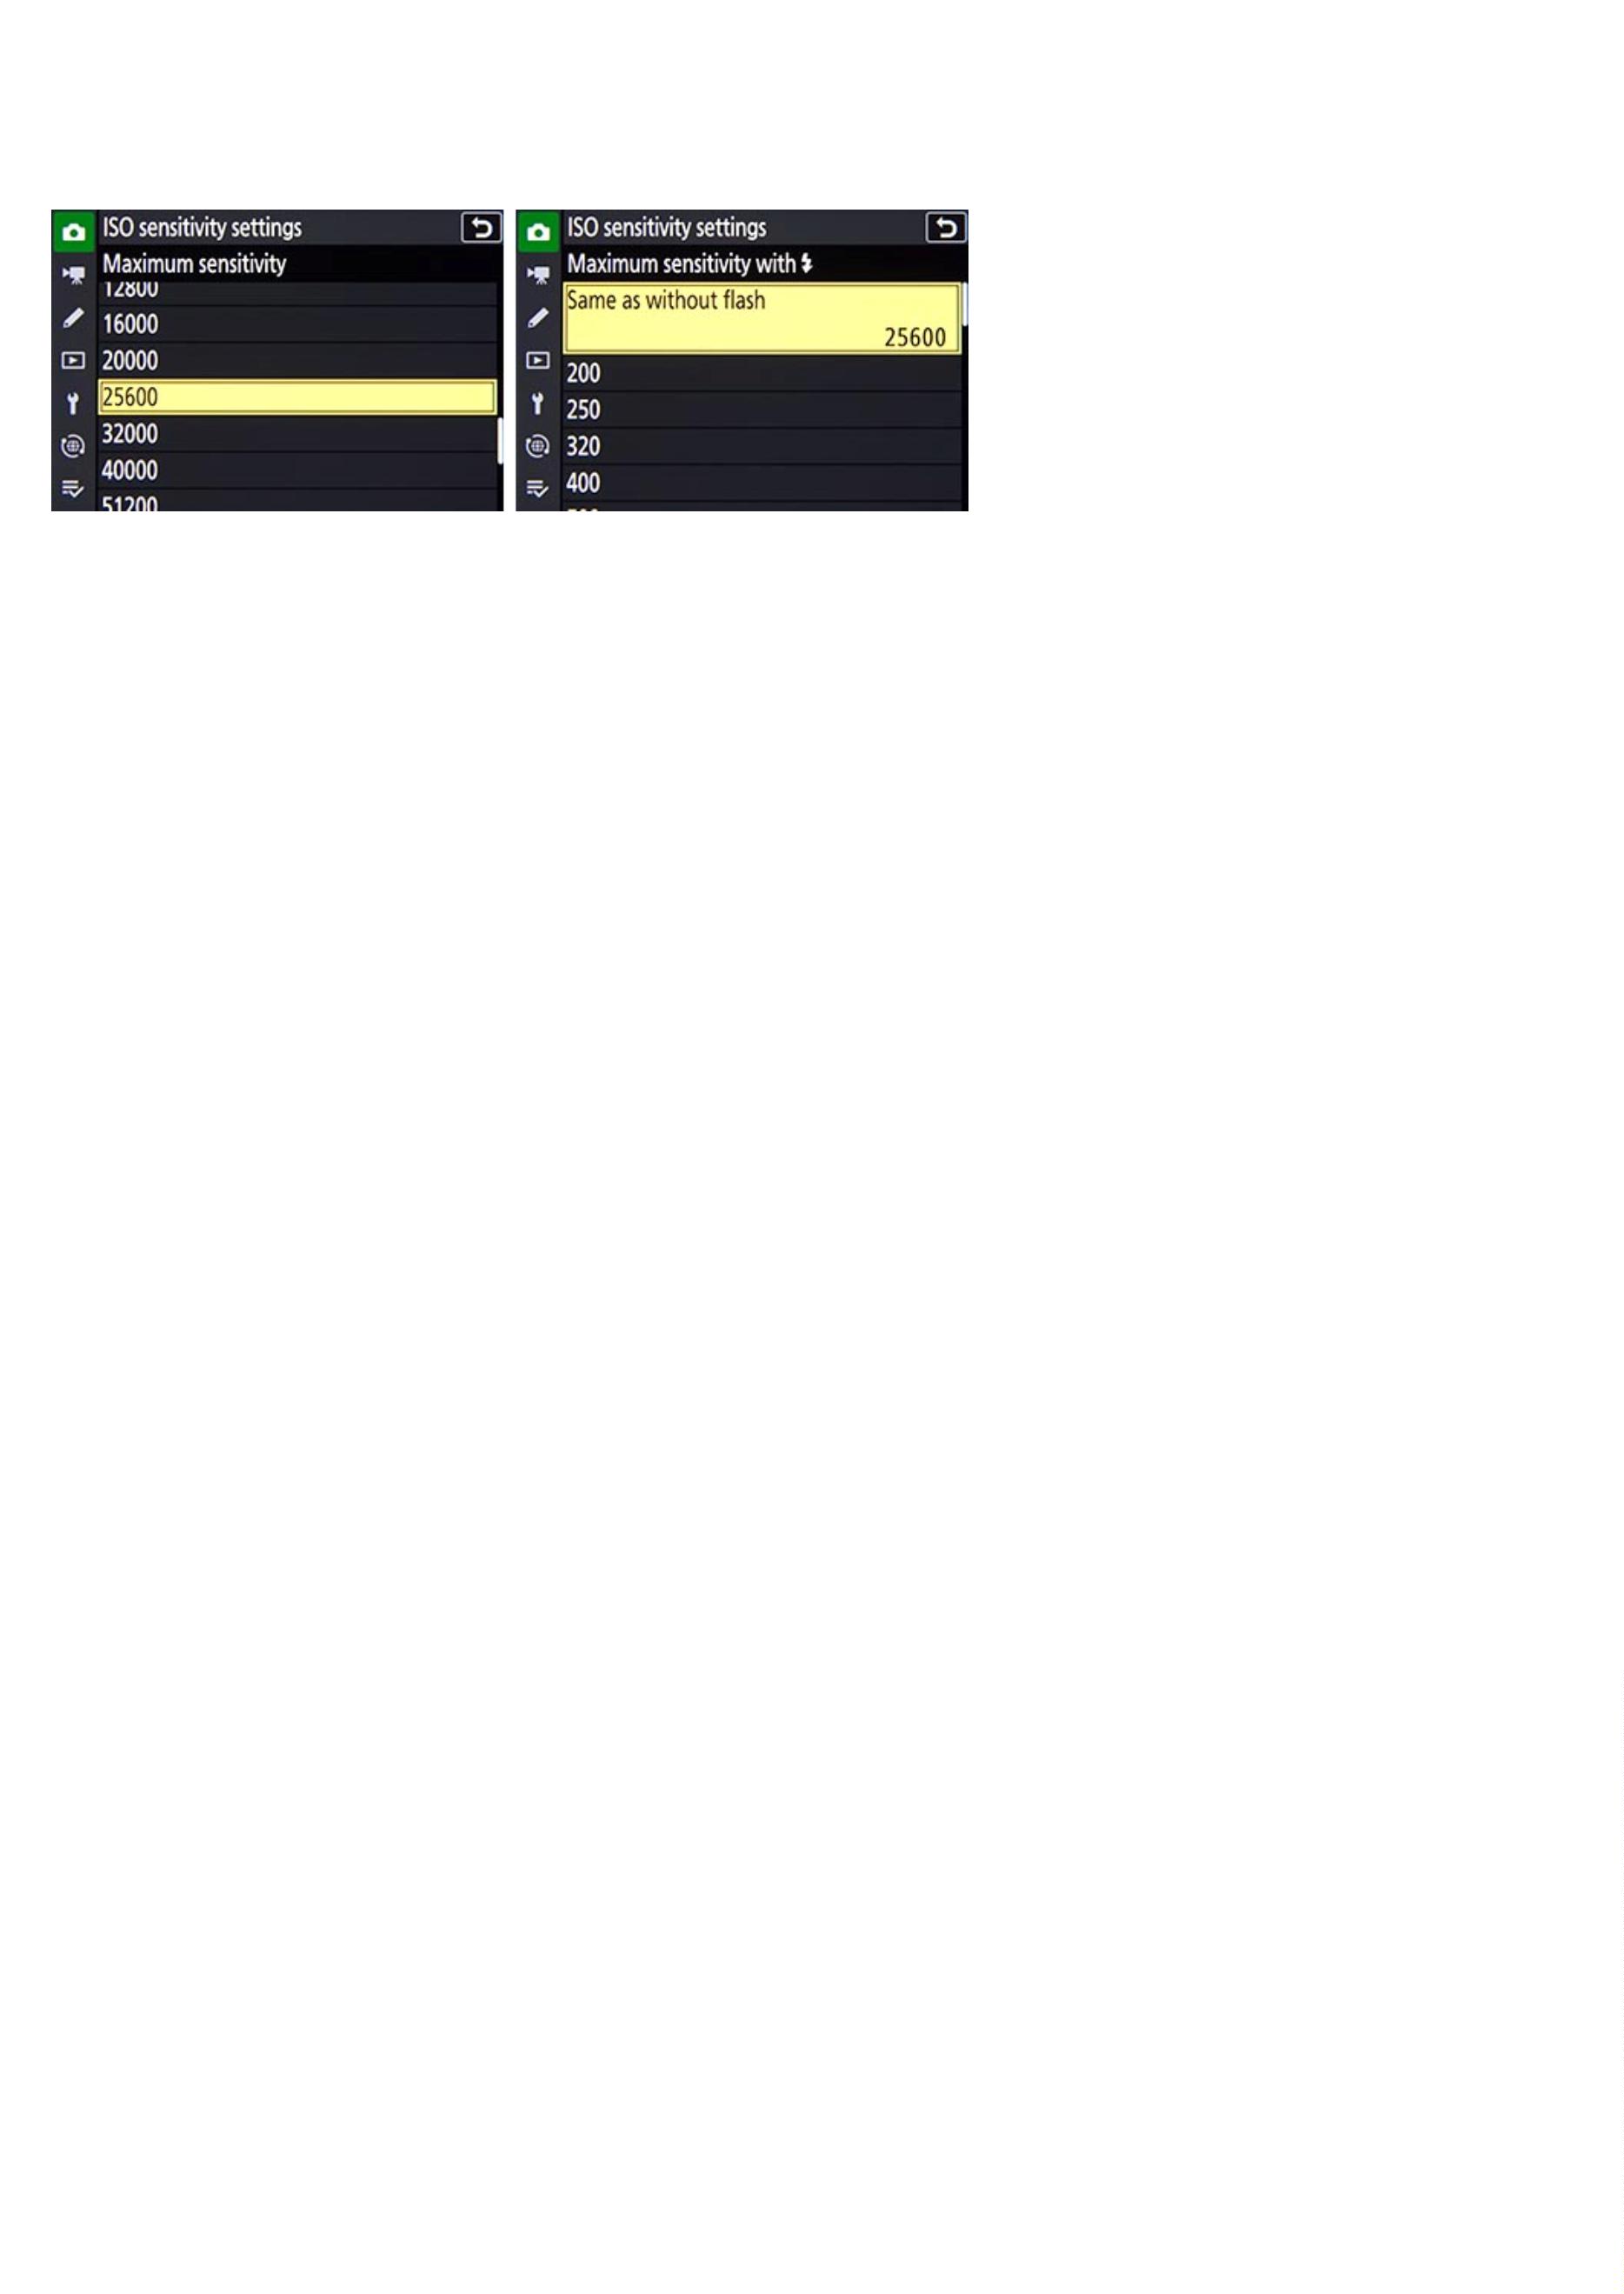 ISO sensitivity settings
Maximum sensitivity
12800
16000
20000
25600
32000
40000
51200
ISO sensitivity settings
Maximum sensitivity with
Same as without flash
25600
200
250
320
400